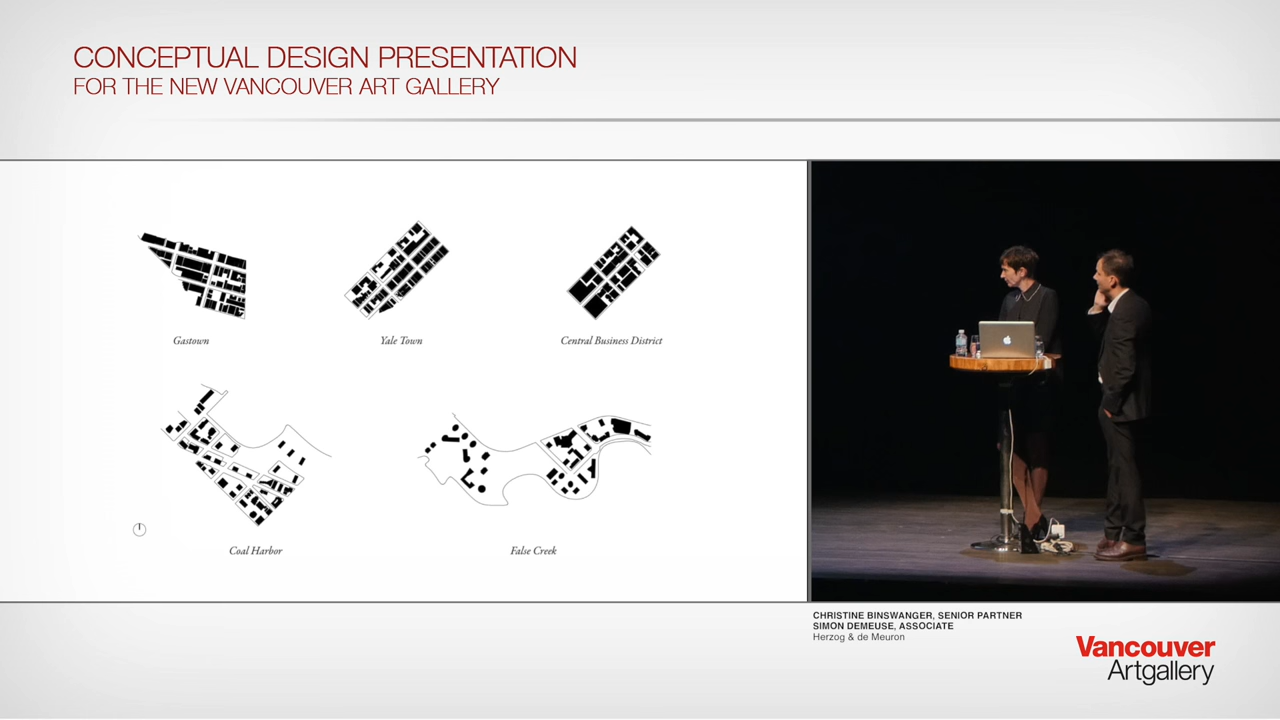 CONCEPTUAL DESIGN PRESENTATION
FOR THE NEW VANCOUVER ART GALLERY
Gastown
Yale Town
Central Business District
Coal Harbor
False Creek
CHRISTINE BINSWANGER, SENIOR PARTNER
SIMON DEMEUSE, ASSOCIATE
Herzog & de Meuron
Vancouver
Artgallery